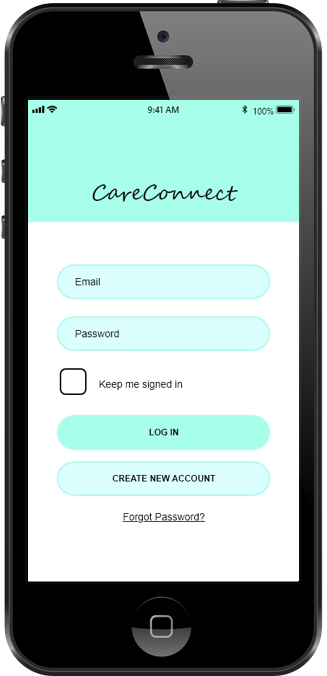 9:41 AM
100%
CareConnect
Email
Password
Keep me signed in
LOG IN
CREATE NEW ACCOUNT
Forgot Password?